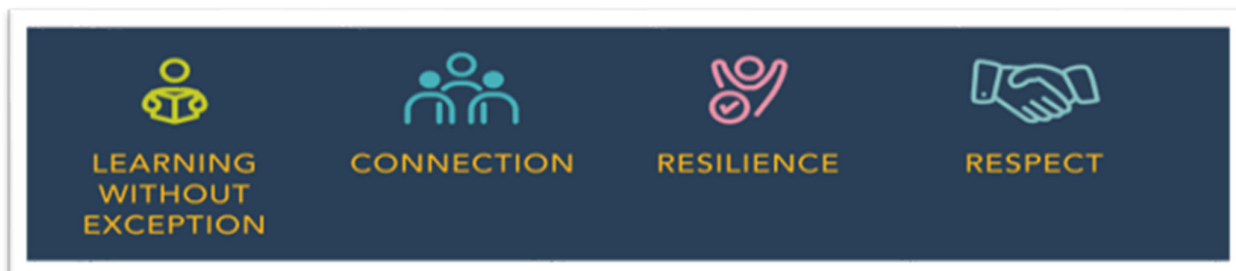 LEARNING
WITHOUT
EXCEPTION
CONNECTION
RESILIENCE
RESPECT